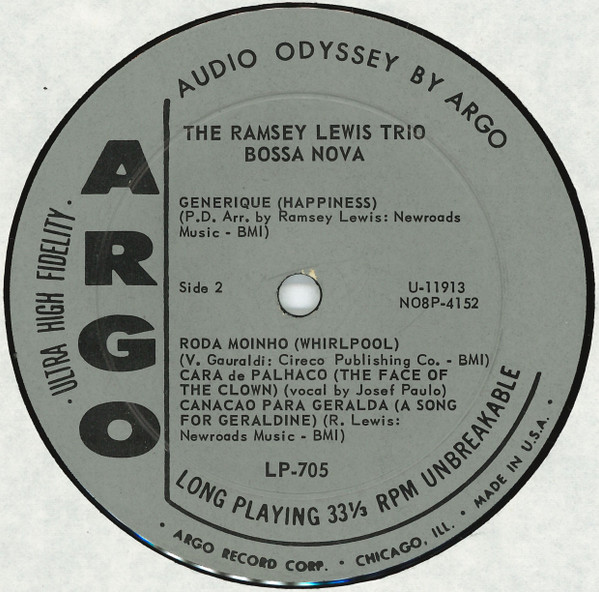 AUDIO ODYSSEY BY ARGO
THE RAMSEY LEWIS TRIO
BOSSA NOVA
ARGO
·ULTRA HIGH FIDELITY·
GENERIQUE (HAPPINESS)
(P.D. Arr. by Ramsey Lewis: Newroads
Music - BMI)
Side 2
U-11913
NO8P-4152
RODA MOINHO (WHIRLPOOL)
(V. Gauraldi: Cireco Publishing Co. - BMI)
CARA de PALHACO (THE FACE OF
THE CLOWN) (vocal by Josef Paulo)
CANACAO PARA GERALDA (A SONG
FOR GERALDINE) (R. Lewis:
Newroads Music - BMI)
LP-705
LONG PLAYING 33⅓ RPM UNBREAKABLE
· ARGO RECORD CORP. · CHICAGO, ILL. · MADE IN U.S.A. ·